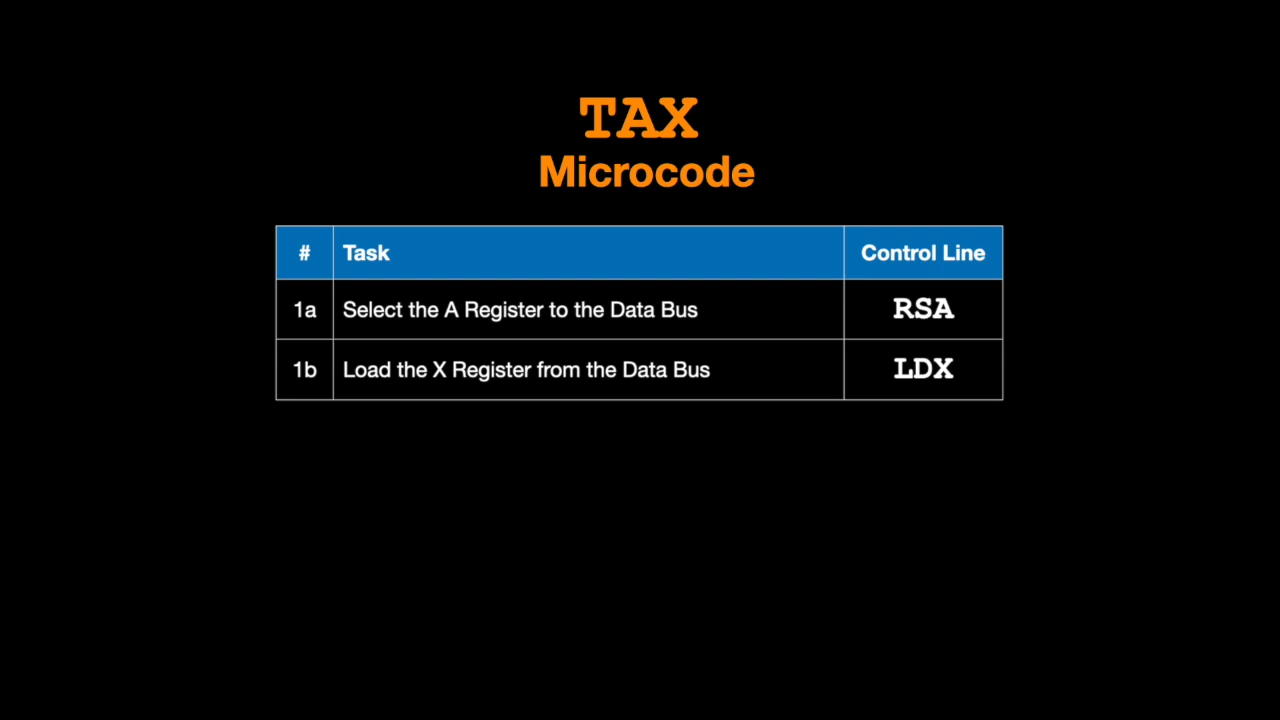 TAX
Microcode
# Task Control Line
1a Select the A Register to the Data Bus RSA
1b Load the X Register from the Data Bus LDX